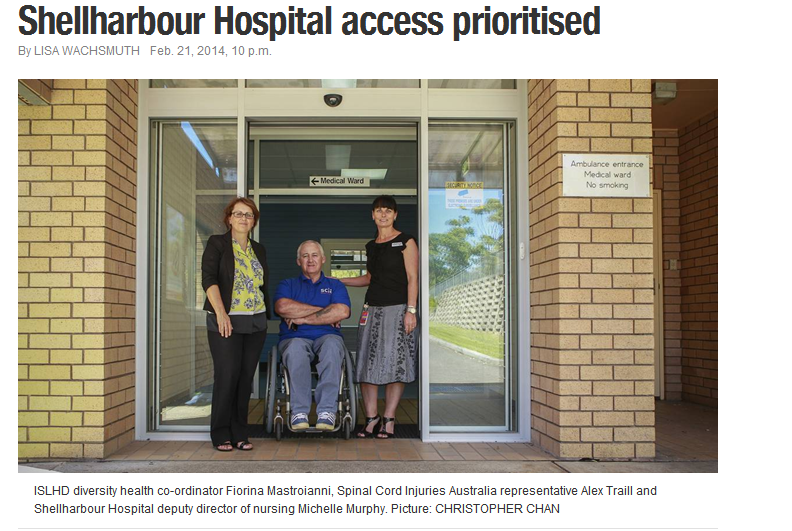 Shellharbour Hospital access prioritised
By LISA WACHSMUTH Feb. 21, 2014, 10 p.m.
Medical Ward
SECURITY NOTICE
Ambulance entrance
Medical ward
No smoking
scia
ISLHD diversity health co-ordinator Fiorina Mastroianni, Spinal Cord Injuries Australia representative Alex Traill and
Shellharbour Hospital deputy director of nursing Michelle Murphy. Picture: CHRISTOPHER CHAN